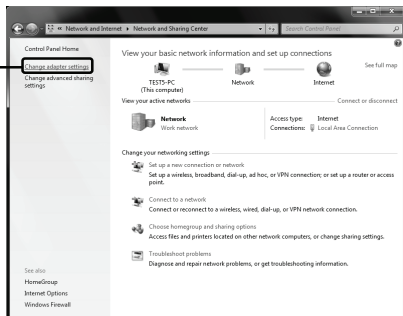 Network and Internet
Network and Sharing Center
Search Control Panel
Control Panel Home
Change adapter settings
Change advanced sharing
settings
See also
HomeGroup
Internet Options
Windows Firewall
View your basic network information and set up connections
See full map
TEST5-PC
(This computer)
Network
Internet
View your active networks
Connect or disconnect
Network
Work network
Access type: Internet
Connections: Local Area Connection
Change your networking settings
Set up a new connection or network
Set up a wireless, broadband, dial-up, ad hoc, or VPN connection; or set up a router or access
point.
Connect to a network
Connect or reconnect to a wireless, wired, dial-up, or VPN network connection.
Choose homegroup and sharing options
Access files and printers located on other network computers, or change sharing settings.
Troubleshoot problems
Diagnose and repair network problems, or get troubleshooting information.